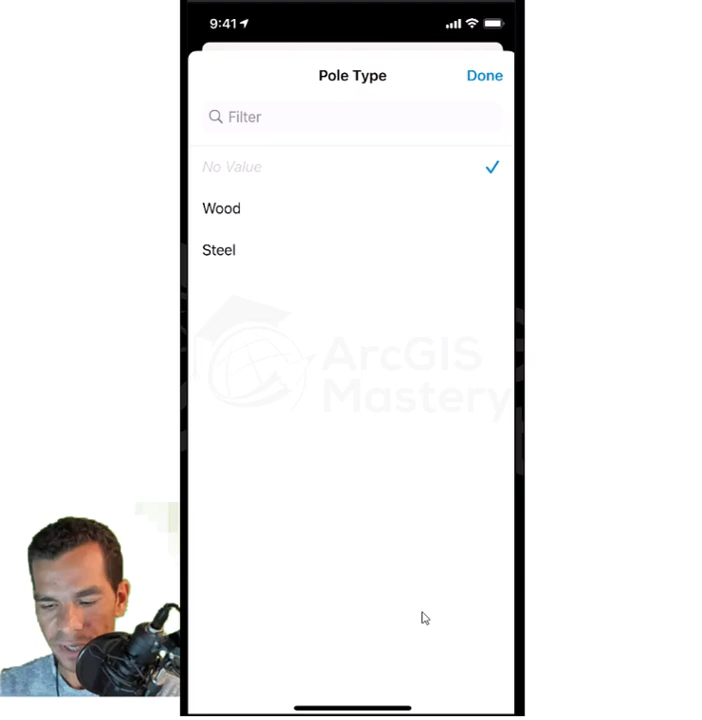 9:41
Pole Type
Done
Filter
No Value
Wood
Steel
ArcGIS
Mastery